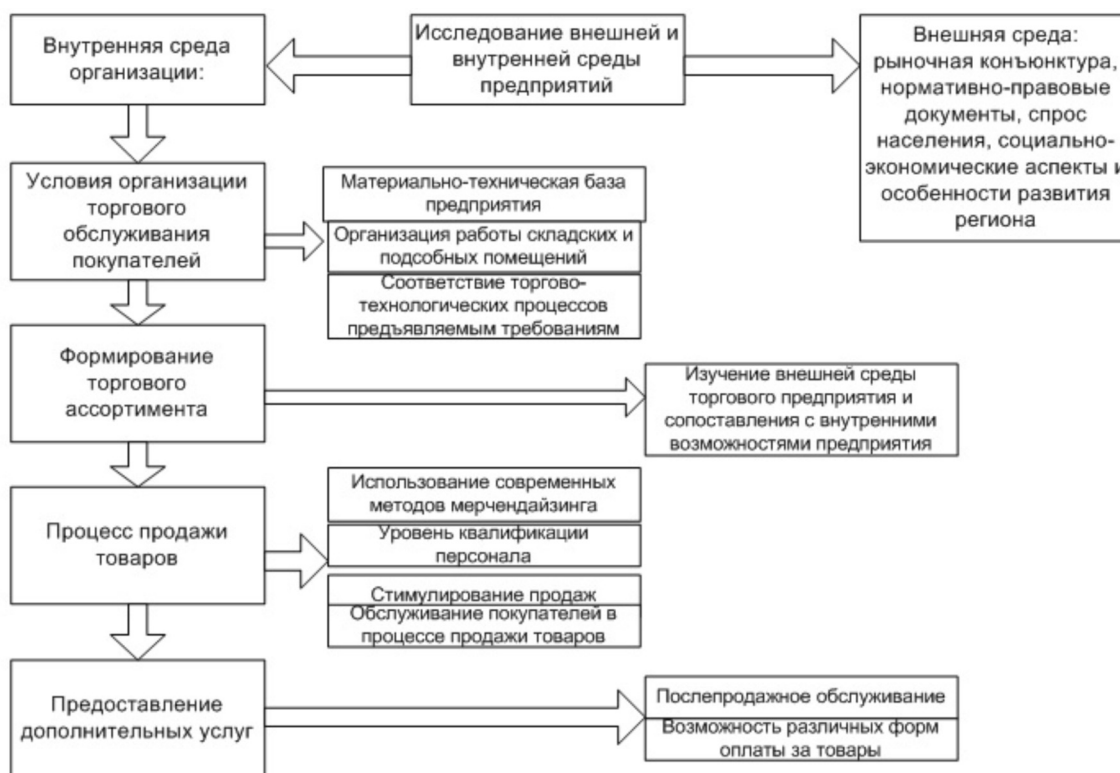 Внутренняя среда
организации:
Исследование внешней и
внутренней среды
предприятий
Внешняя среда:
рыночная конъюнктура,
нормативно-правовые
документы, спрос
населения, социально-
экономические аспекты и
особенности развития
региона
Условия организации
торгового
обслуживания
покупателей
Материально-техническая база
предприятия
Организация работы складских и
подсобных помещений
Соответствие торгово-
технологических процессов
предъявляемым требованиям
Формирование
торгового
ассортимента
Изучение внешней среды
торгового предприятия и
сопоставления с внутренними
возможностями предприятия
Процесс продажи
товаров
Использование современных
методов мерчендайзинга
Уровень квалификации
персонала
Стимулирование продаж
Обслуживание покупателей в
процессе продажи товаров
Предоставление
дополнительных услуг
Послепродажное обслуживание
Возможность различных форм
оплаты за товары